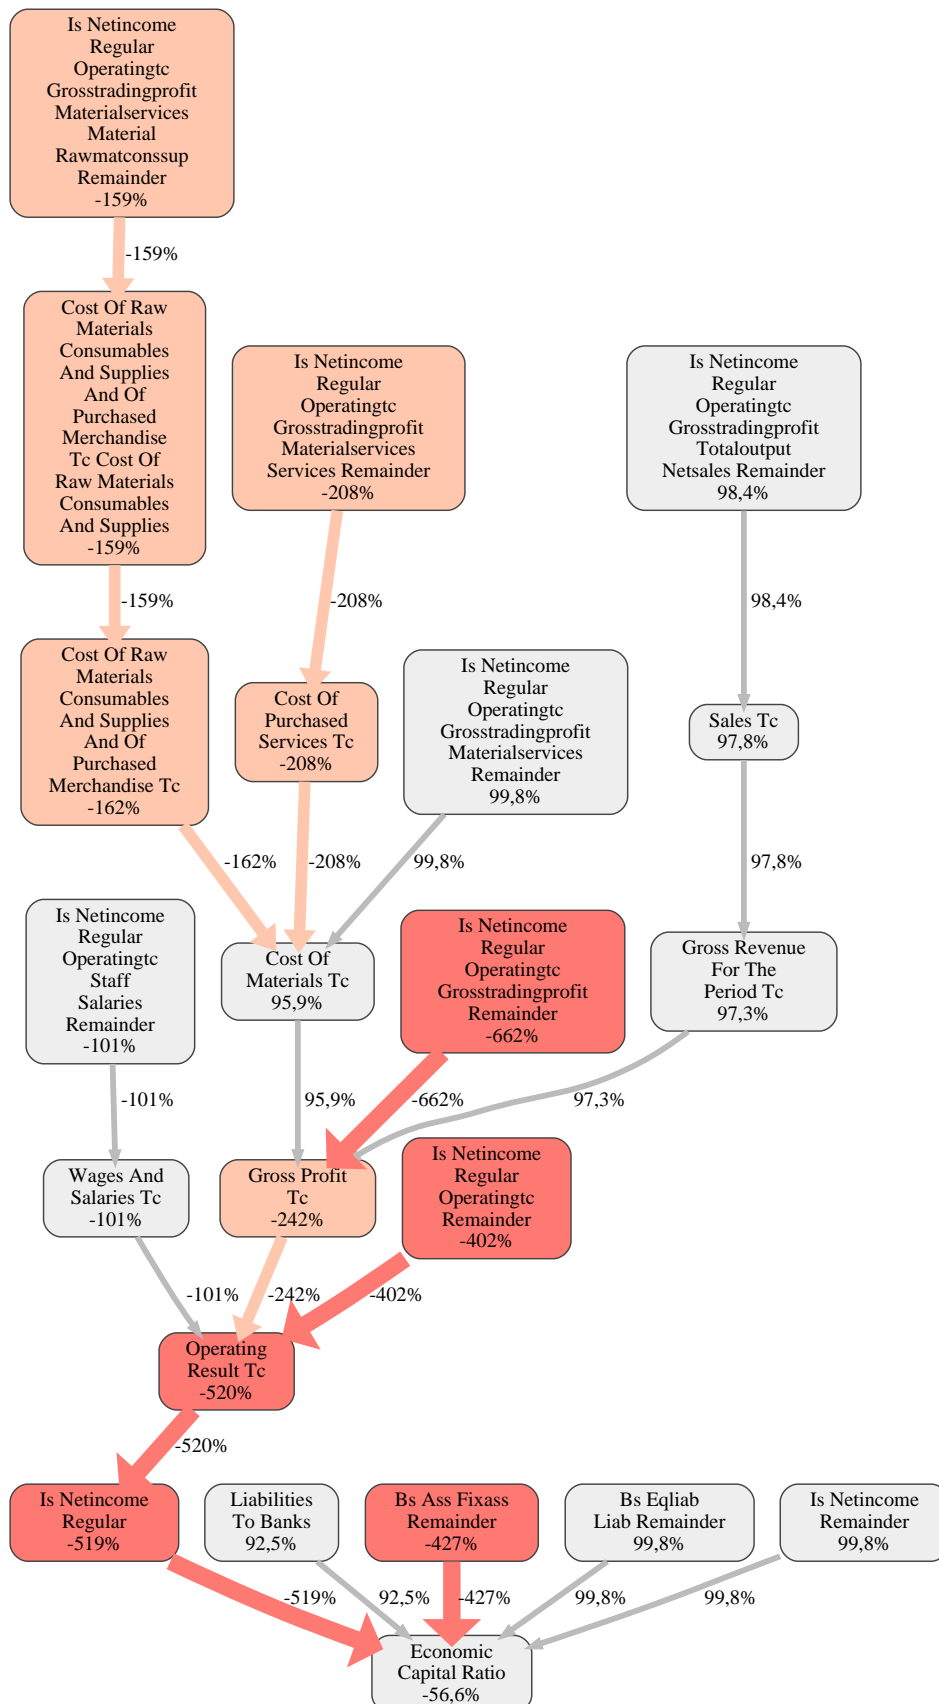 Is Netincome
Regular
Operatingtc
Grosstradingprofit
Materialservices
Material
Rawmatconssup
Remainder
-159%
-159%
Cost Of Raw
Materials
Consumables
And Supplies
And Of
Purchased
Merchandise
Tc Cost Of
Raw Materials
Consumables
And Supplies
-159%
Is Netincome
Regular
Operatingtc
Grosstradingprofit
Materialservices
Services Remainder
-208%
Is Netincome
Regular
Operatingtc
Grosstradingprofit
Totaloutput
Netsales Remainder
98,4%
-159%
-208%
98,4%
Cost Of Raw
Materials
Consumables
And Supplies
And Of
Purchased
Merchandise Tc
-162%
Cost Of
Purchased
Services Tc
-208%
Is Netincome
Regular
Operatingtc
Grosstradingprofit
Materialservices
Remainder
99,8%
Sales Tc
97,8%
-162%
-208%
99,8%
97,8%
Is Netincome
Regular
Operatingtc
Staff
Salaries
Remainder
-101%
Cost Of
Materials Tc
95,9%
Is Netincome
Regular
Operatingtc
Grosstradingprofit
Remainder
-662%
Gross Revenue
For The
Period Tc
97,3%
-101%
95,9%
-662%
97,3%
Wages And
Salaries Tc
-101%
Gross Profit
Tc
-242%
Is Netincome
Regular
Operatingtc
Remainder
-402%
-101%
-242%
-402%
Operating
Result Tc
-520%
-520%
Is Netincome
Regular
-519%
Liabilities
To Banks
92,5%
Bs Ass Fixass
Remainder
-427%
Bs Eqliab
Liab Remainder
99,8%
Is Netincome
Remainder
99,8%
-519%
92,5%
-427%
99,8%
99,8%
Economic
Capital Ratio
-56,6%